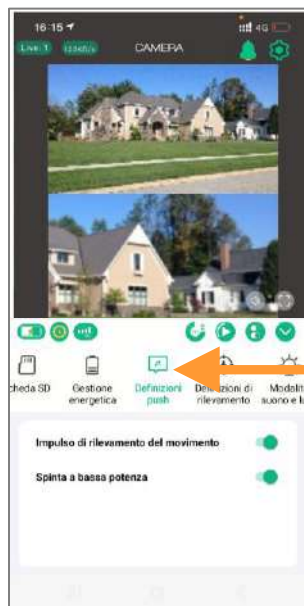 16:15
4G
Live: 1
CAMERA
cheda SD
Gestione
energetica
Definizioni
push
Definizioni di
rilevamento
Modalit
suono e lu
Impulso di rilevamento del movimento
Spinta a bassa potenza